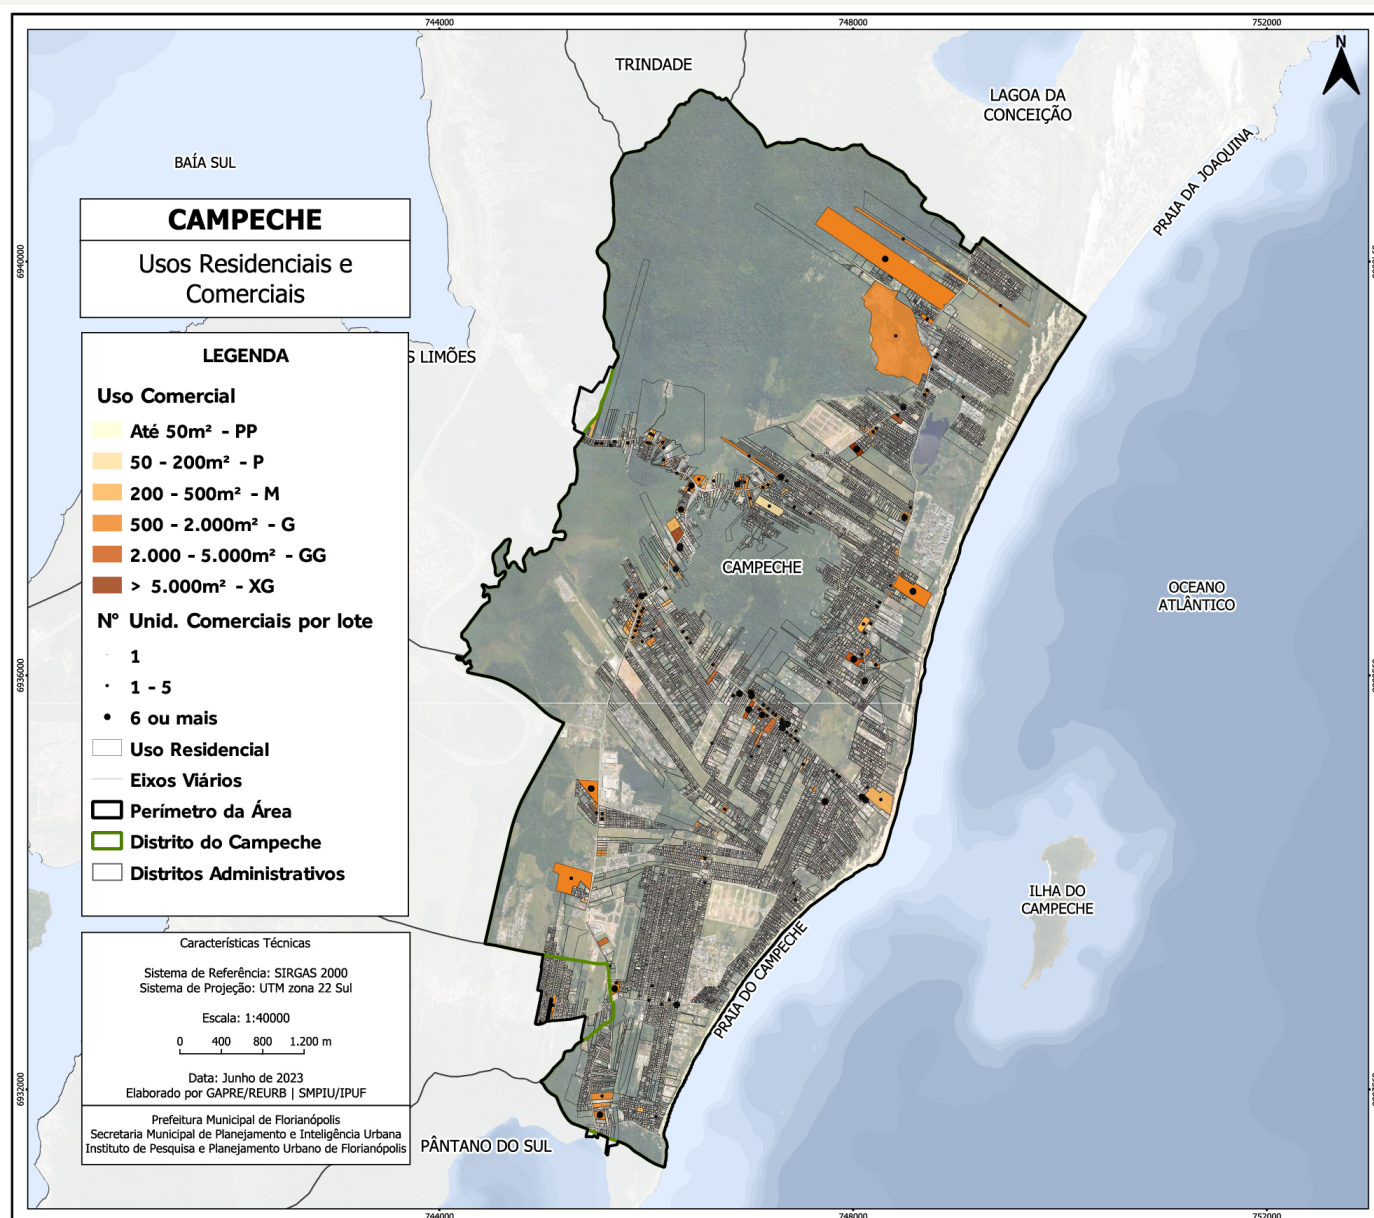 744000
748000
752000
N
TRINDADE
LAGOA DA
CONCEIÇÃO
BAÍA SUL
PRAIA DA JOAQUINA
CAMPECHE
Usos Residenciais e
Comerciais
6940000
S LIMÕES
LEGENDA
Uso Comercial
Até 50m² - PP
50 - 200m² - P
200 - 500m² - M
500 - 2.000m² - G
2.000 - 5.000m² - GG
> 5.000m² - XG
Nº Unid. Comerciais por lote
1
1 - 5
6 ou mais
Uso Residencial
Eixos Viários
Perímetro da Área
Distrito do Campeche
Distritos Administrativos
CAMPECHE
OCEANO
ATLÂNTICO
6936000
ILHA DO
CAMPECHE
PRAIA DO CAMPECHE
Características Técnicas
Sistema de Referência: SIRGAS 2000
Sistema de Projeção: UTM zona 22 Sul
Escala: 1:40000
0 400 800 1.200 m
Data: Junho de 2023
Elaborado por GAPRE/REURB | SMPIU/IPUF
Prefeitura Municipal de Florianópolis
Secretaria Municipal de Planejamento e Inteligência Urbana
Instituto de Pesquisa e Planejamento Urbano de Florianópolis
6932000
PÂNTANO DO SUL
744000
748000
752000